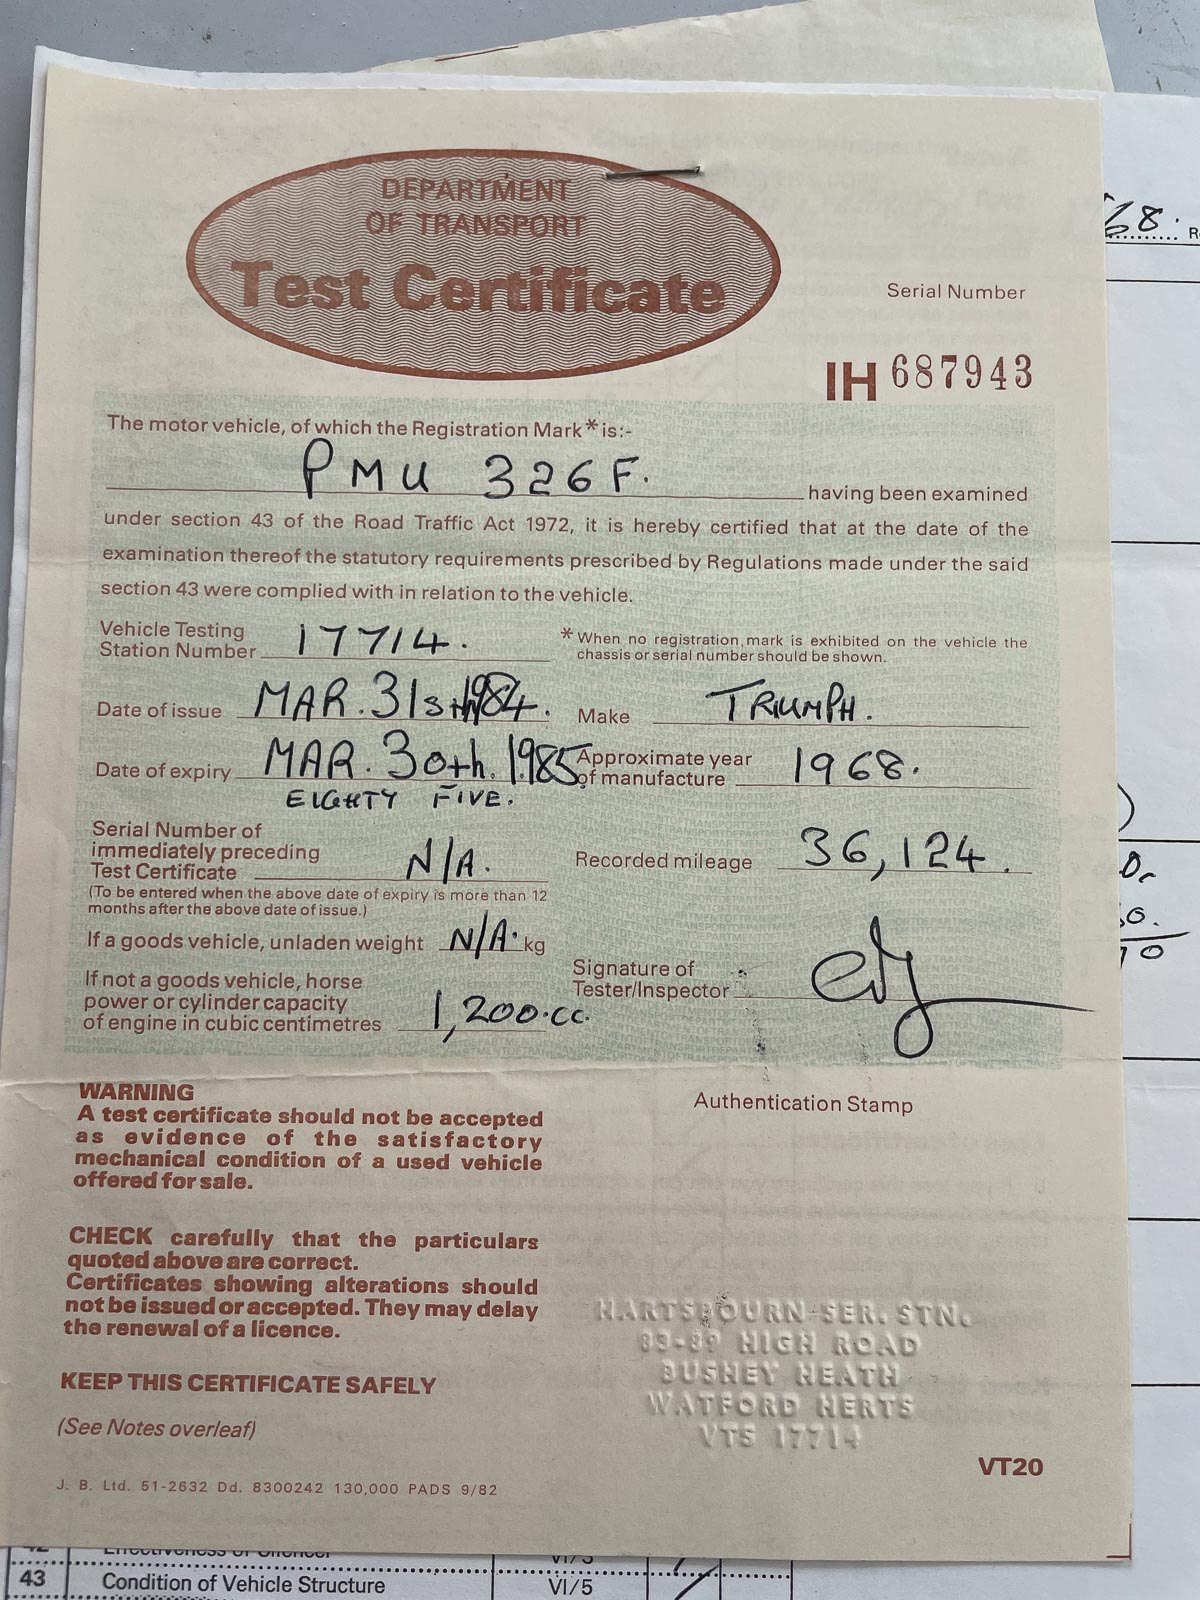 DEPARTMENT
OF TRANSPORT
Test Certificate
68.
Serial Number
IH 687943
The motor vehicle, of which the Registration Mark * is:-
PMU 326F.
having been examined
under section 43 of the Road Traffic Act 1972, it is hereby certified that at the date of the
examination thereof the statutory requirements prescribed by Regulations made under the said
section 43 were complied with in relation to the vehicle.
Vehicle Testing
Station Number 17714.
* When no registration mark is exhibited on the vehicle the
chassis or serial number should be shown.
Date of issue MAR. 31st 1984.
Make TRIUMPH.
Date of expiry MAR. 30th. 1985
EIGHTY FIVE.
Approximate year
of manufacture 1968.
Serial Number of
immediately preceding
Test Certificate N/A.
(To be entered when the above date of expiry is more than 12
months after the above date of issue.)
Recorded mileage 36,124.
If a goods vehicle, unladen weight N/A. kg
If not a goods vehicle, horse
power or cylinder capacity
of engine in cubic centimetres 1,200.cc.
Signature of
Tester/Inspector
WARNING
A test certificate should not be accepted
as evidence of the satisfactory
mechanical condition of a used vehicle
offered for sale.
Authentication Stamp
CHECK carefully that the particulars
quoted above are correct.
Certificates showing alterations should
not be issued or accepted. They may delay
the renewal of a licence.
KEEP THIS CERTIFICATE SAFELY
(See Notes overleaf)
HARTSBOURN SER. STN.
83-89 HIGH ROAD
BUSHEY HEATH
WATFORD HERTS
VTS 17714
VT20
J. B. Ltd. 51-2632 Dd. 8300242 130,000 PADS 9/82
43 Condition of Vehicle Structure VI/5